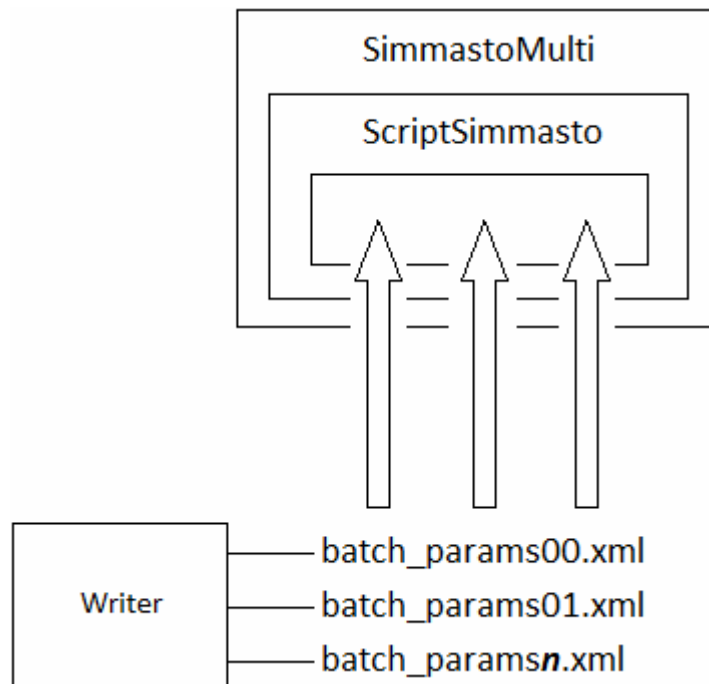 SimmastoMulti
ScriptSimmasto
batch_params00.xml
Writer
batch_params01.xml
batch_paramsn.xml